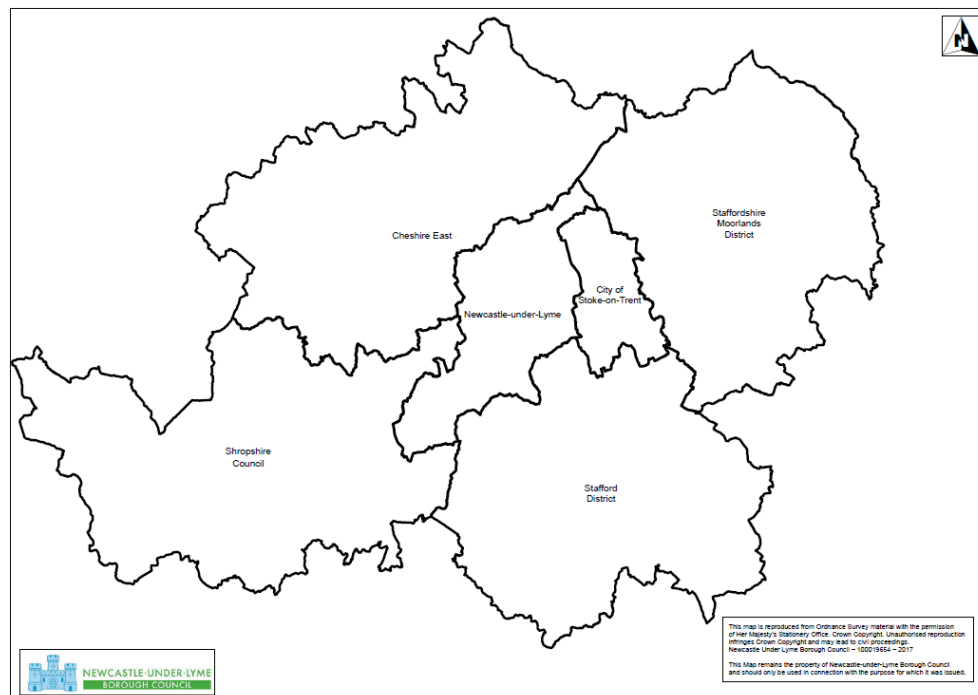 N
Staffordshire
Moorlands
District
Cheshire East
City of
Stoke-on-Trent
Newcastle-under-Lyme
Shropshire
Council
Stafford
District
This map is reproduced from Ordnance Survey material with the permission
of Her Majesty's Stationery Office. Crown Copyright. Unauthorised reproduction
infringes Crown Copyright and may lead to civil proceedings.
Newcastle Under Lyme Borough Council – 100019654 – 2017
This Map remains the property of Newcastle-under-Lyme Borough Council
and should only be used in connection with the purpose for which it was issued.
NEWCASTLE·UNDER·LYME
BOROUGH COUNCIL